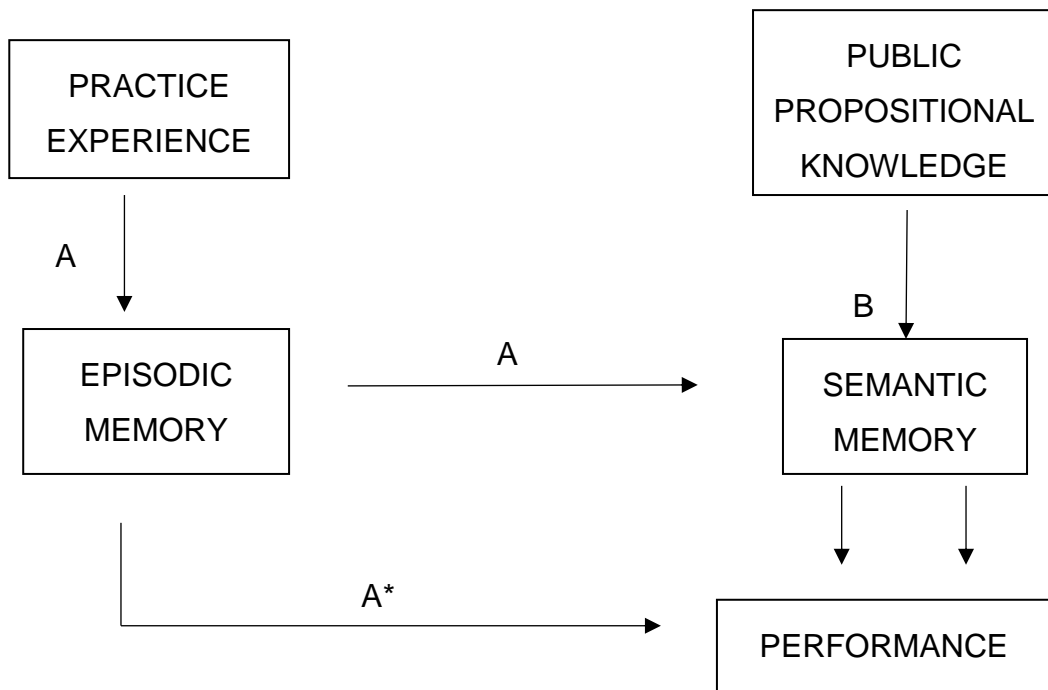 PRACTICE
EXPERIENCE
PUBLIC
PROPOSITIONAL
KNOWLEDGE
A
B
EPISODIC
MEMORY
A
SEMANTIC
MEMORY
A*
PERFORMANCE